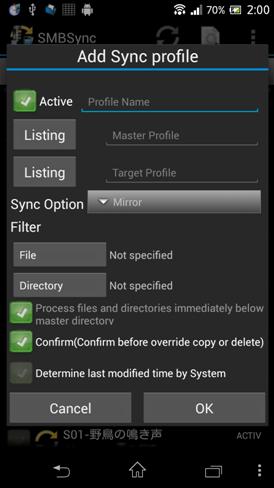 70% 2:00
SMBSync
Add Sync profile
Active Profile Name
Listing Master Profile
Listing Target Profile
Sync Option Mirror
Filter
File Not specified
Directory Not specified
Process files and directories immediately below
master directory
Confirm(Confirm before override copy or delete)
Determine last modified time by System
Cancel OK
S01-野鳥の鳴き声 ACTIV